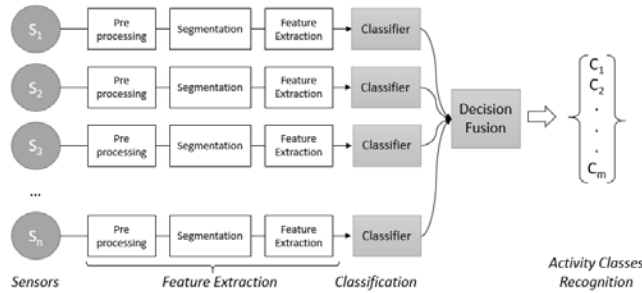 S1
Pre
processing
Segmentation
Feature
Extraction
Classifier
S2
Pre
processing
Segmentation
Feature
Extraction
Classifier
S3
Pre
processing
Segmentation
Feature
Extraction
Classifier
...
Sn
Pre
processing
Segmentation
Feature
Extraction
Classifier
Decision
Fusion
C1
C2
.
.
.
Cm
Sensors
Feature Extraction
Classification
Activity Classes
Recognition